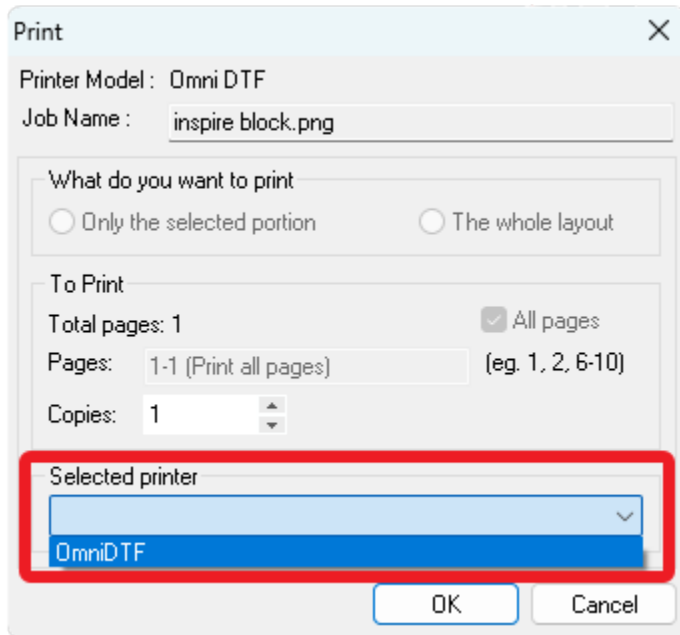 Print
Printer Model : Omni DTF
Job Name : inspire block.png
What do you want to print
Only the selected portion The whole layout
To Print
Total pages: 1 All pages
Pages: 1-1 (Print all pages) (eg. 1, 2, 6-10)
Copies: 1
Selected printer
OmniDTF
OK Cancel